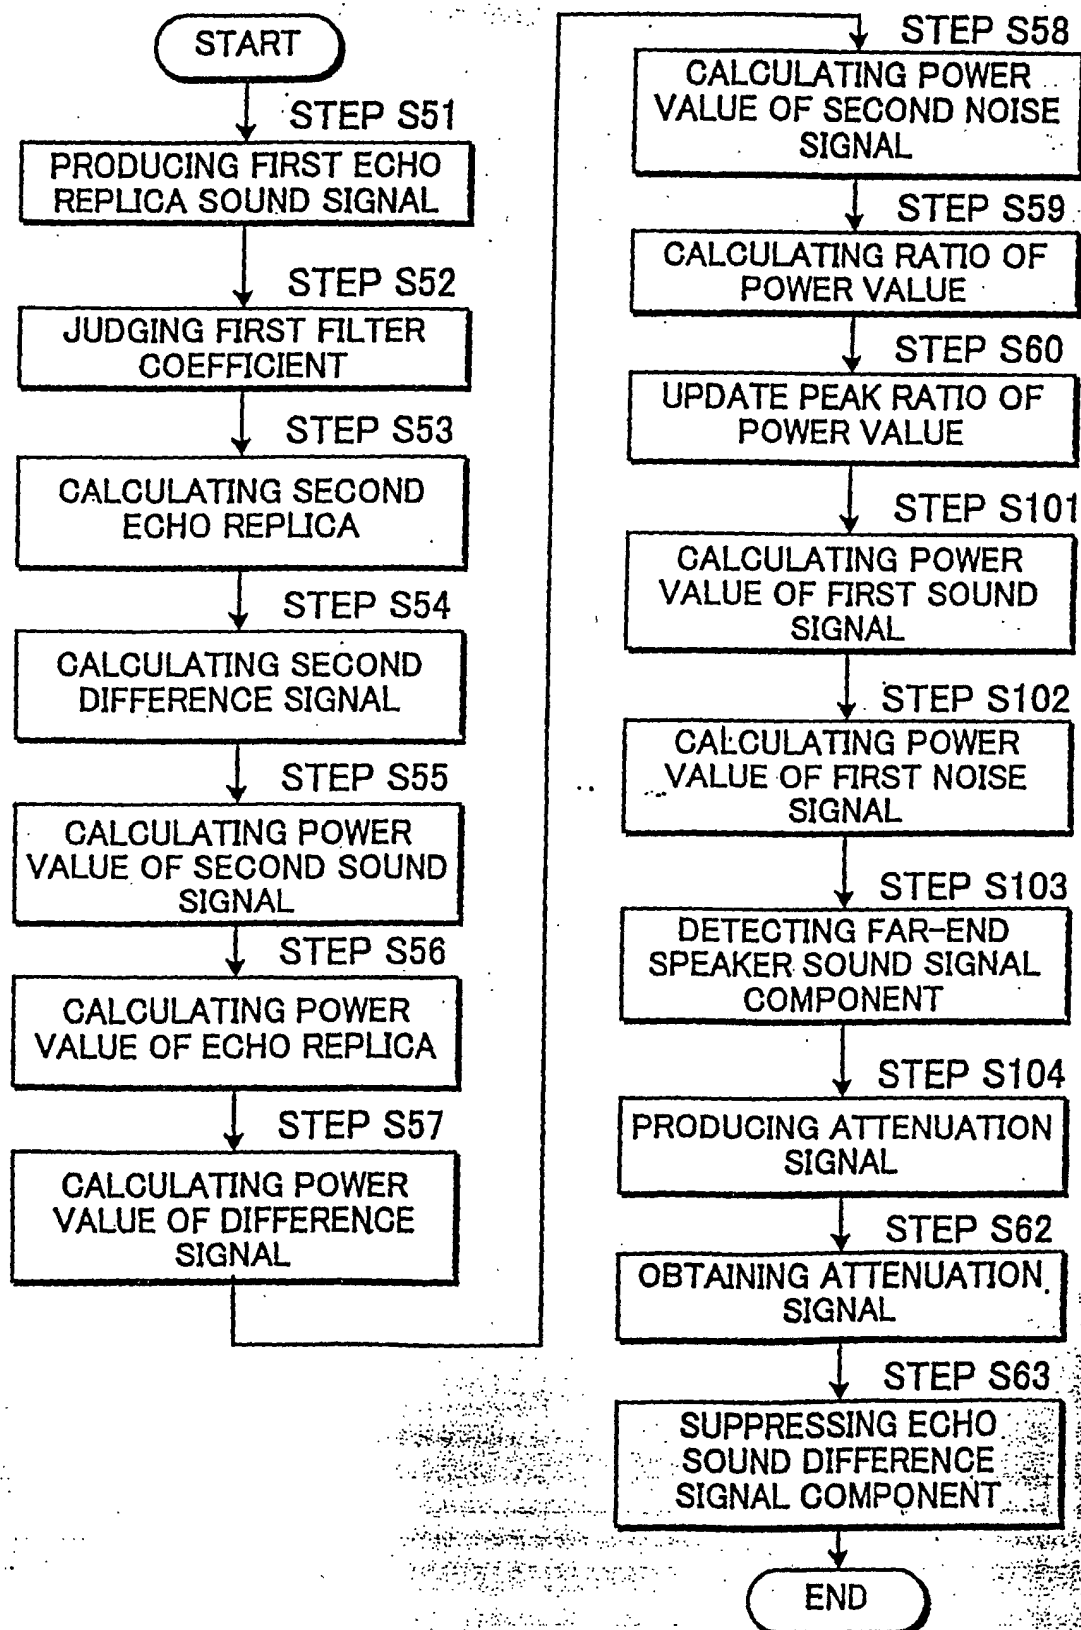 START
STEP S51
PRODUCING FIRST ECHO
REPLICA SOUND SIGNAL
STEP S52
JUDGING FIRST FILTER
COEFFICIENT
STEP S53
CALCULATING SECOND
ECHO REPLICA
STEP S54
CALCULATING SECOND
DIFFERENCE SIGNAL
STEP S55
CALCULATING POWER
VALUE OF SECOND SOUND
SIGNAL
STEP S56
CALCULATING POWER
VALUE OF ECHO REPLICA
STEP S57
CALCULATING POWER
VALUE OF DIFFERENCE
SIGNAL
STEP S58
CALCULATING POWER
VALUE OF SECOND NOISE
SIGNAL
STEP S59
CALCULATING RATIO OF
POWER VALUE
STEP S60
UPDATE PEAK RATIO OF
POWER VALUE
STEP S101
CALCULATING POWER
VALUE OF FIRST SOUND
SIGNAL
STEP S102
CALCULATING POWER
VALUE OF FIRST NOISE
SIGNAL
STEP S103
DETECTING FAR-END
SPEAKER SOUND SIGNAL
COMPONENT
STEP S104
PRODUCING ATTENUATION
SIGNAL
STEP S62
OBTAINING ATTENUATION
SIGNAL
STEP S63
SUPPRESSING ECHO
SOUND DIFFERENCE
SIGNAL COMPONENT
END